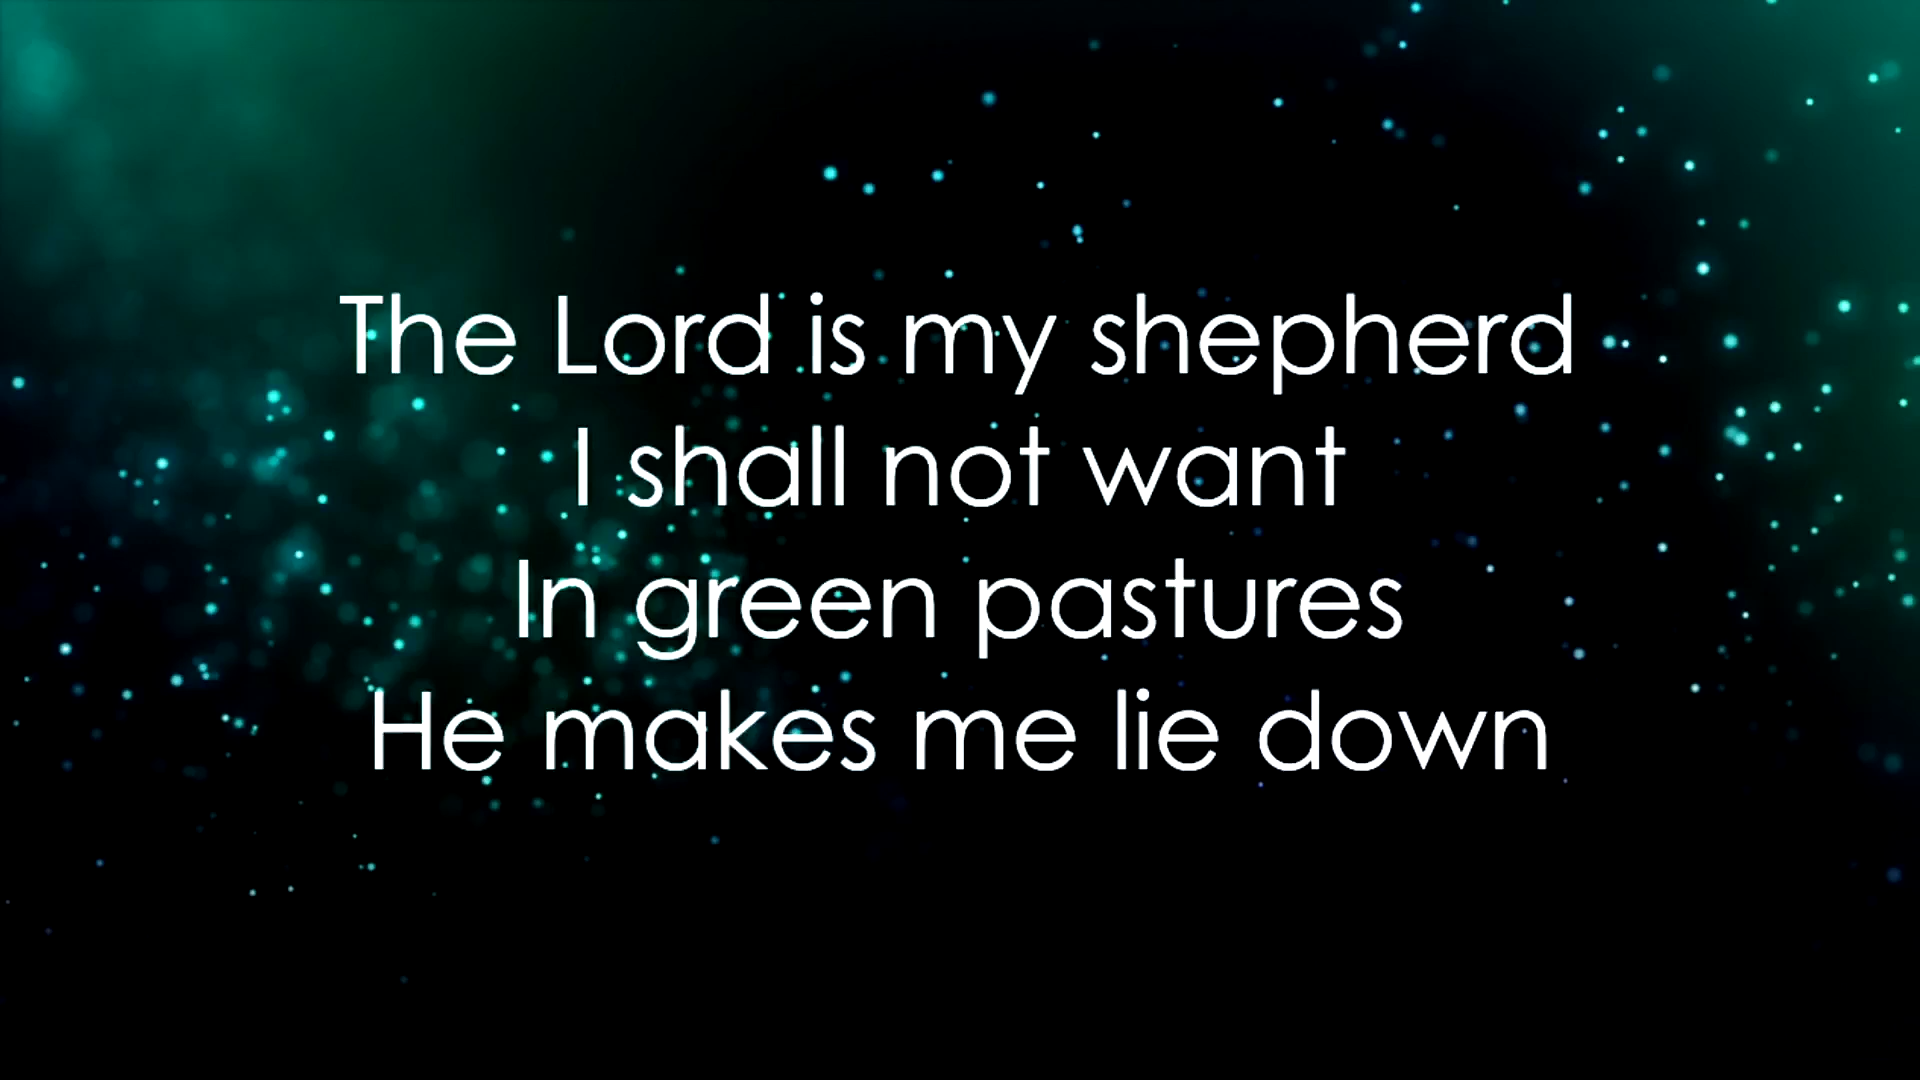 The Lord is my shepherd
I shall not want
In green pastures
He makes me lie down